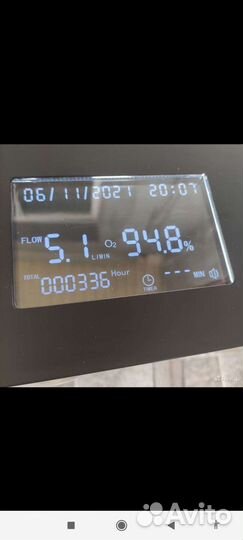 06/11/2021 20:07
FLOW 5.1 L/MIN O₂ 94.8%
TOTAL 000336 Hour TIMER --- MIN
Avito